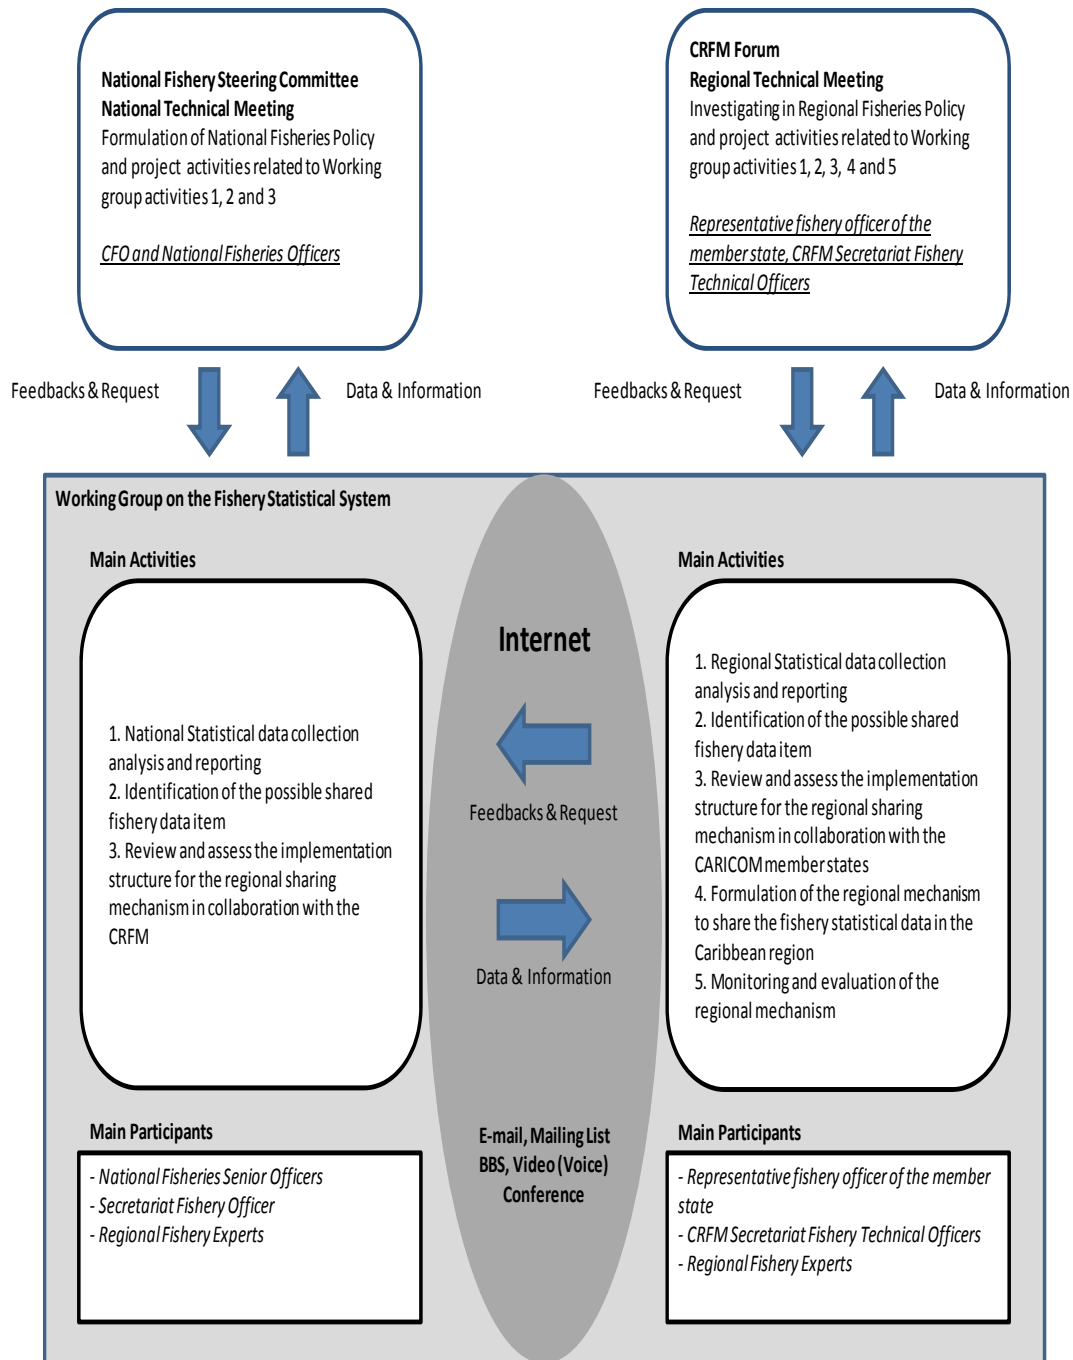 National Fishery Steering Committee
National Technical Meeting
Formulation of National Fisheries Policy
and project activities related to Working
group activities 1, 2 and 3
CFO and National Fisheries Officers
CRFM Forum
Regional Technical Meeting
Investigating in Regional Fisheries Policy
and project activities related to Working
group activities 1, 2, 3, 4 and 5
Representative fishery officer of the
member state, CRFM Secretariat Fishery
Technical Officers
Feedbacks & Request
Data & Information
Feedbacks & Request
Data & Information
Working Group on the Fishery Statistical System
Main Activities
1. National Statistical data collection
analysis and reporting
2. Identification of the possible shared
fishery data item
3. Review and assess the implementation
structure for the regional sharing
mechanism in collaboration with the
CRFM
Main Participants
- National Fisheries Senior Officers
- Secretariat Fishery Officer
- Regional Fishery Experts
Internet
Feedbacks & Request
Data & Information
E-mail, Mailing List
BBS, Video (Voice)
Conference
Main Activities
1. Regional Statistical data collection
analysis and reporting
2. Identification of the possible shared
fishery data item
3. Review and assess the implementation
structure for the regional sharing
mechanism in collaboration with the
CARICOM member states
4. Formulation of the regional mechanism
to share the fishery statistical data in the
Caribbean region
5. Monitoring and evaluation of the
regional mechanism
Main Participants
- Representative fishery officer of the member
state
- CRFM Secretariat Fishery Technical Officers
- Regional Fishery Experts